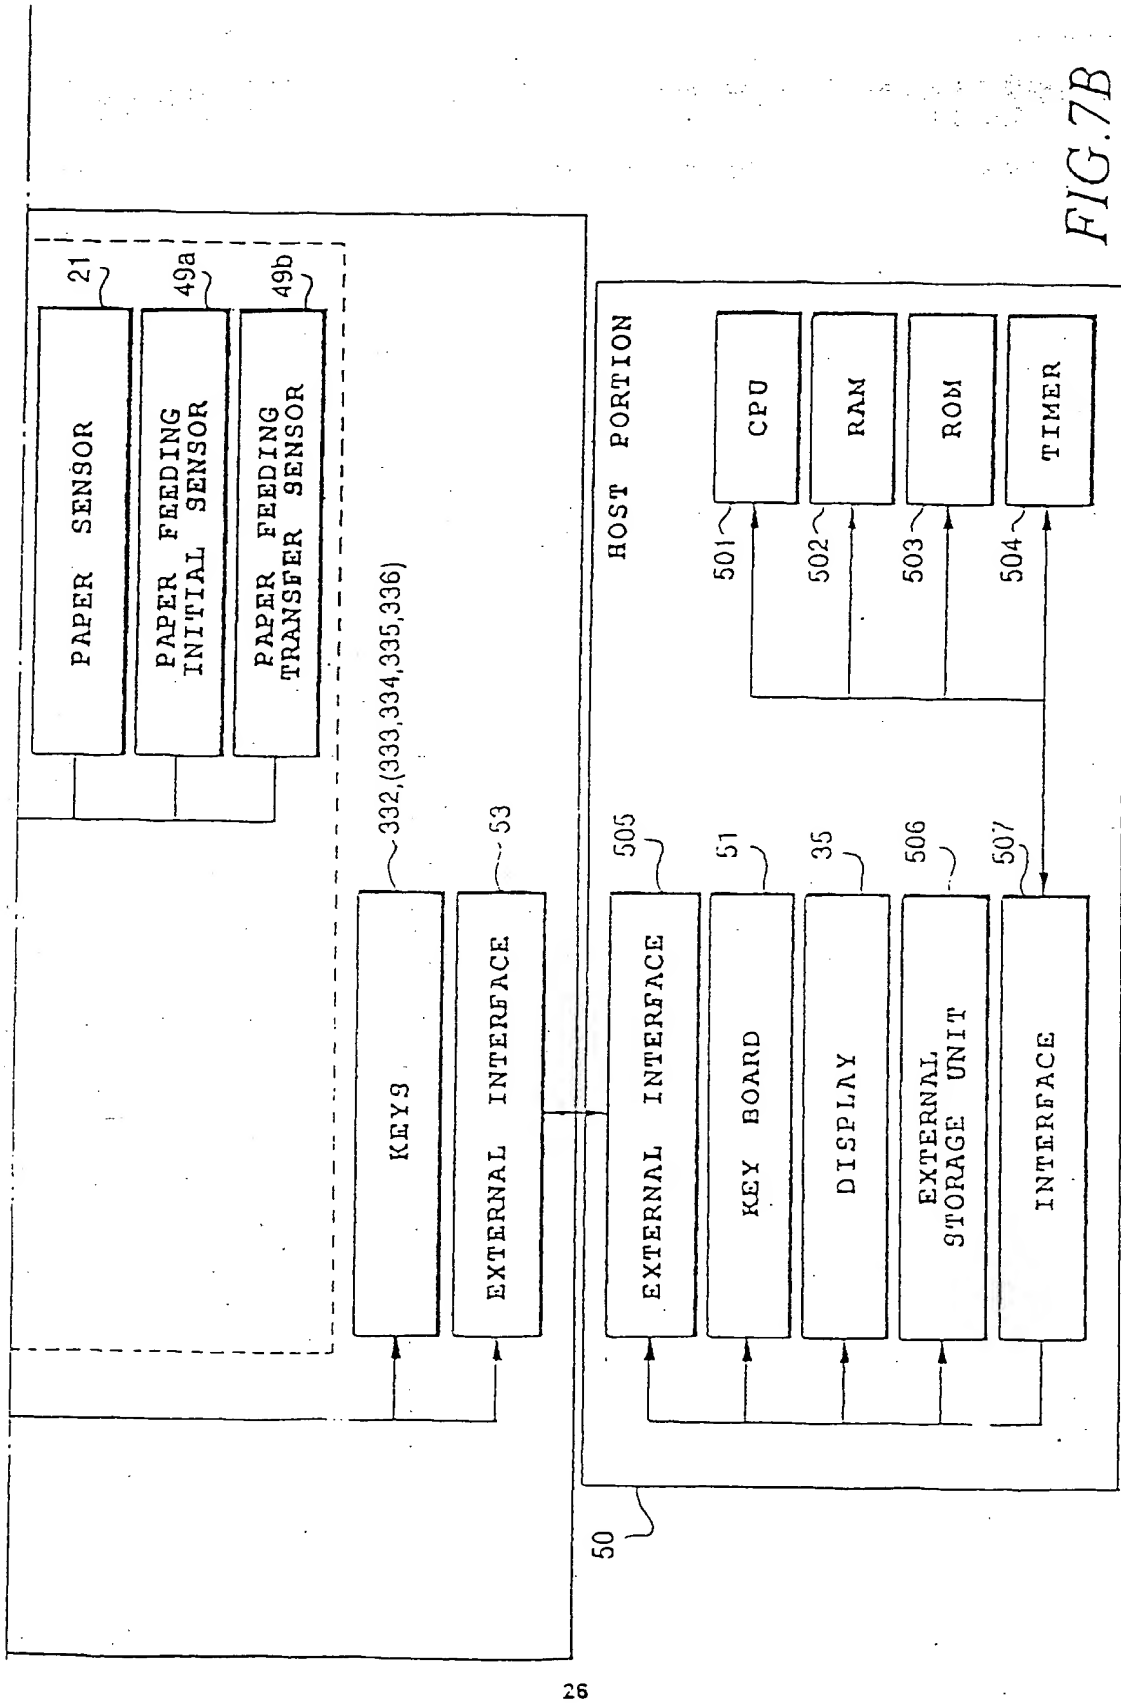 PAPER SENSOR
21
PAPER FEEDING
INITIAL SENSOR
49a
PAPER FEEDING
TRANSFER SENSOR
49b
KEYS
332,(333,334,335,336)
EXTERNAL INTERFACE
53
HOST PORTION
50
EXTERNAL INTERFACE
505
KEY BOARD
51
DISPLAY
35
EXTERNAL
STORAGE UNIT
506
INTERFACE
507
501
CPU
502
RAM
503
ROM
504
TIMER
FIG.7B
26